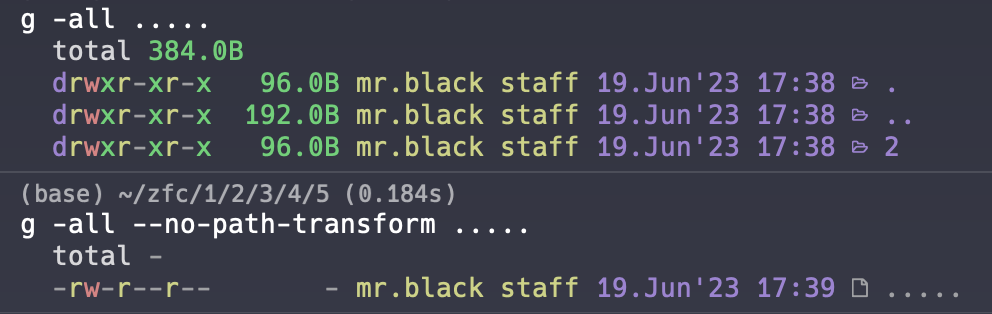 g -all .....
total 384.0B
drwxr-xr-x   96.0B mr.black staff 19.Jun'23 17:38 🗁 .
drwxr-xr-x  192.0B mr.black staff 19.Jun'23 17:38 🗁 ..
drwxr-xr-x   96.0B mr.black staff 19.Jun'23 17:38 🗁 2
(base) ~/zfc/1/2/3/4/5 (0.184s)
g -all --no-path-transform .....
total -
-rw-r--r--       - mr.black staff 19.Jun'23 17:39 🗋 .....